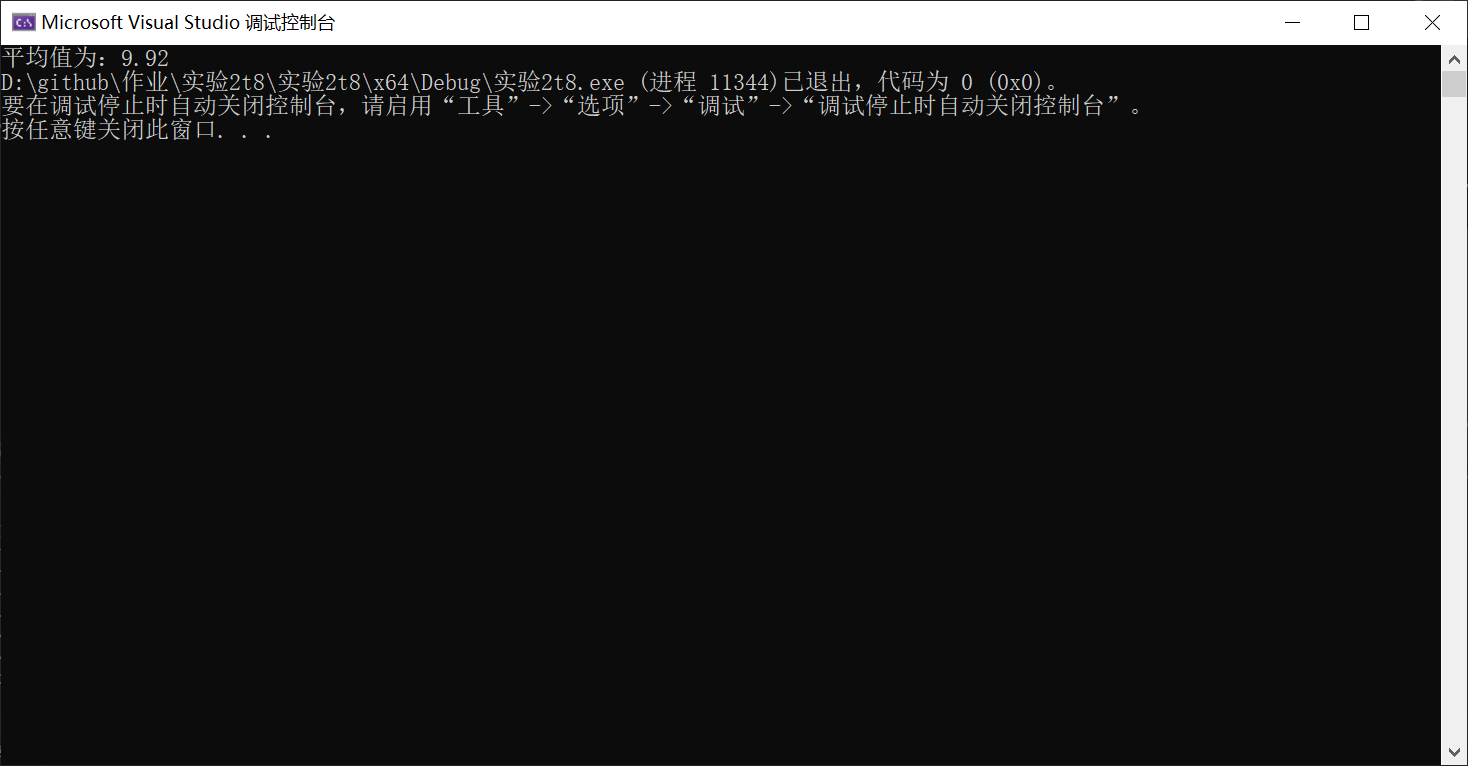 Microsoft Visual Studio 调试控制台
平均值为：9.92
D:\github\作业\实验2t8\实验2t8\x64\Debug\实验2t8.exe (进程 11344)已退出，代码为 0 (0x0)。
要在调试停止时自动关闭控制台，请启用“工具”->“选项”->“调试”->“调试停止时自动关闭控制台”。
按任意键关闭此窗口. . .